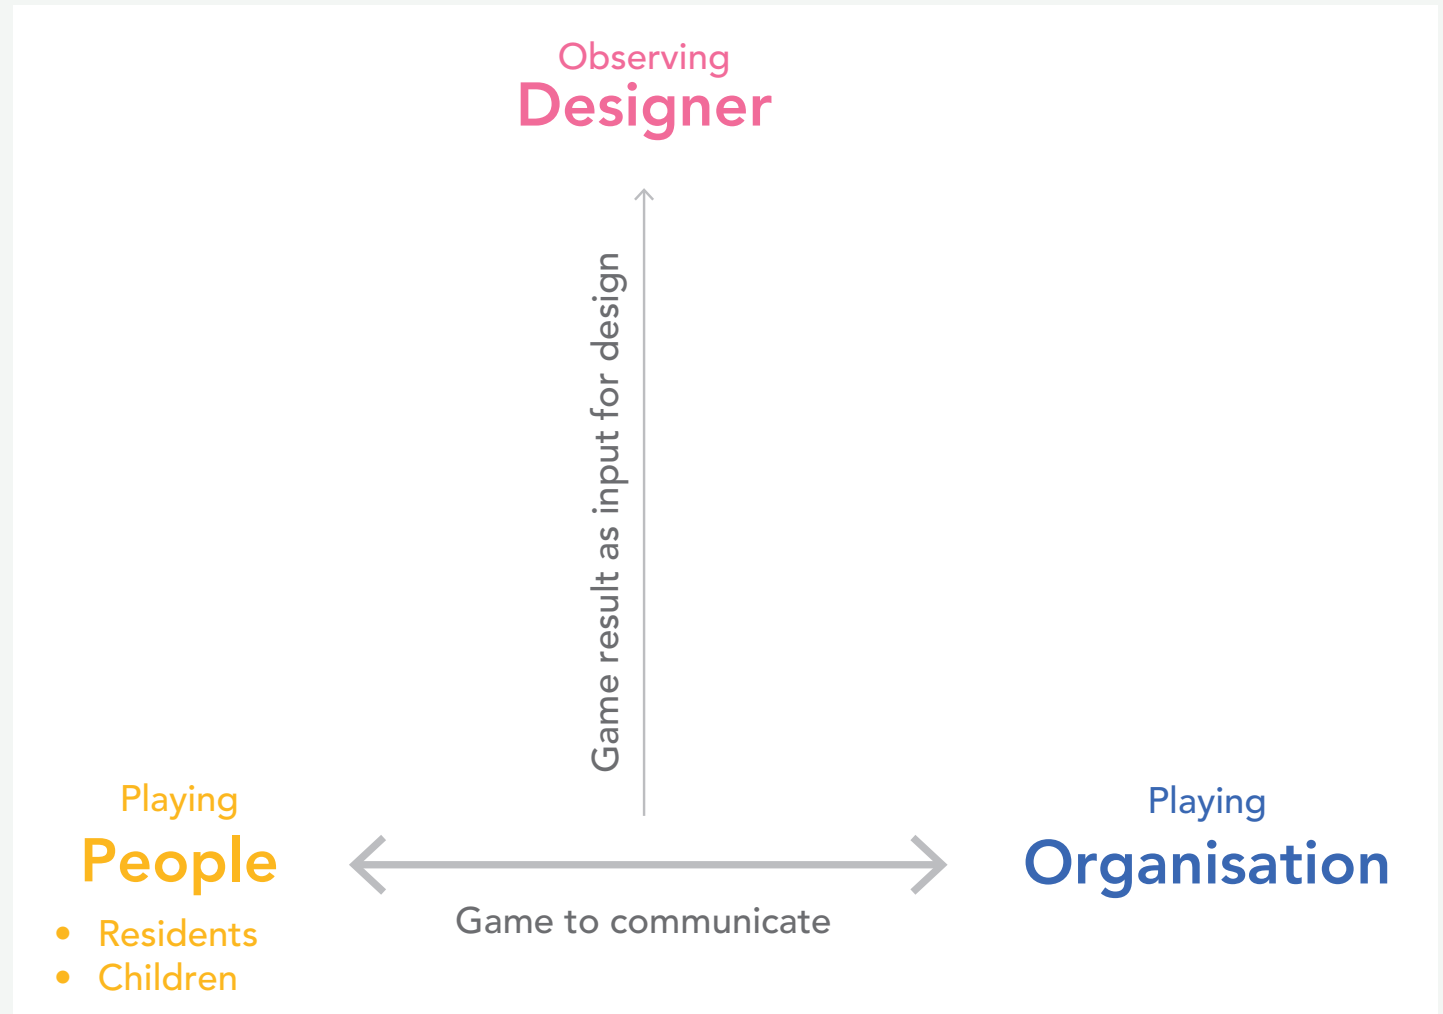 Observing
Designer
Game result as input for design
Playing
People
• Residents
• Children
Game to communicate
Playing
Organisation